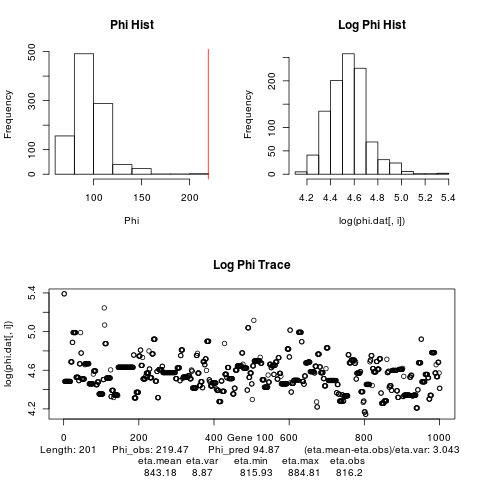 Phi Hist
Log Phi Hist
Frequency
0 100 300 500
100 150 200
Phi
Frequency
0 50 100 200
4.2 4.4 4.6 4.8 5.0 5.2 5.4
log(phi.dat[, i])
Log Phi Trace
log(phi.dat[, i])
4.2 4.6 5.0 5.4
0 200 400 600 800 1000
Gene 100
Length: 201 Phi_obs: 219.47 Phi_pred 94.87 (eta.mean-eta.obs)/eta.var: 3.043
eta.mean eta.var eta.min eta.max eta.obs
843.18 8.87 815.93 884.81 816.2